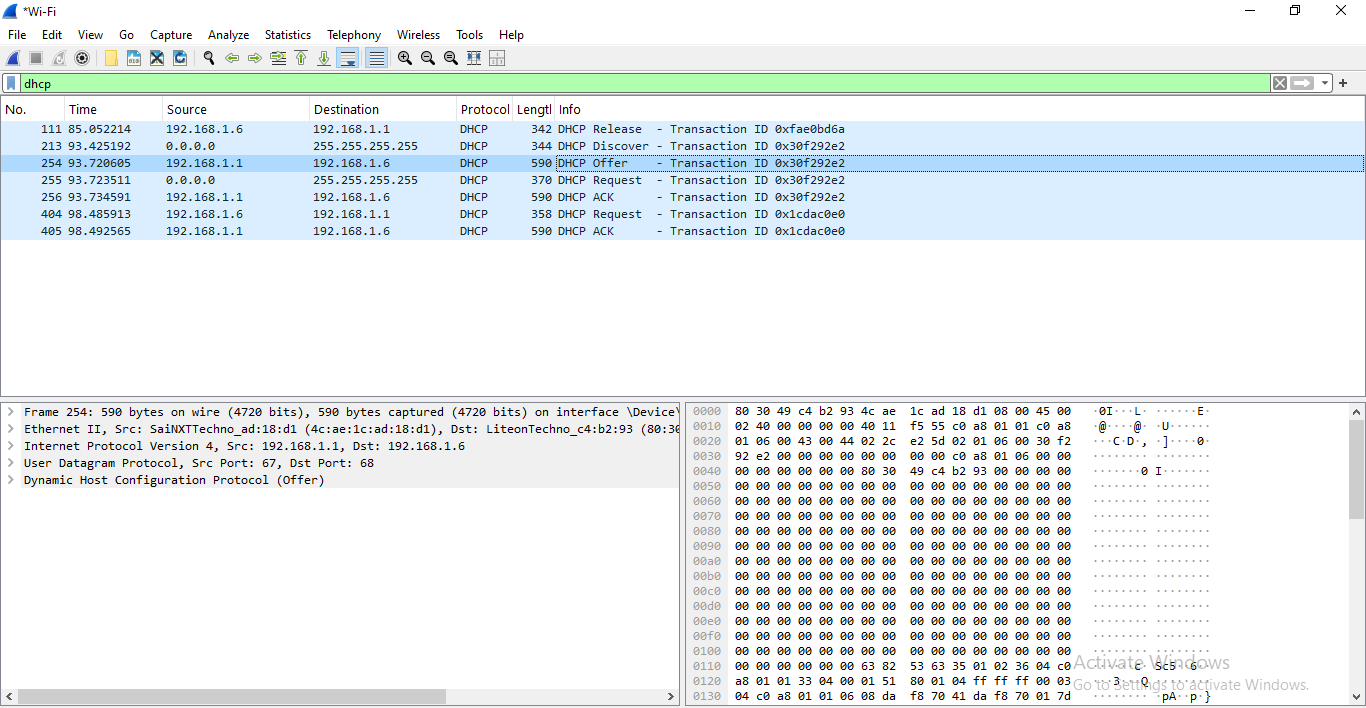 *Wi-Fi
File Edit View Go Capture Analyze Statistics Telephony Wireless Tools Help
dhcp
No. Time Source Destination Protocol Lengtl Info
111 85.052214 192.168.1.6 192.168.1.1 DHCP 342 DHCP Release - Transaction ID 0xfae0bd6a
213 93.425192 0.0.0.0 255.255.255.255 DHCP 344 DHCP Discover - Transaction ID 0x30f292e2
254 93.720605 192.168.1.1 192.168.1.6 DHCP 590 DHCP Offer - Transaction ID 0x30f292e2
255 93.723511 0.0.0.0 255.255.255.255 DHCP 370 DHCP Request - Transaction ID 0x30f292e2
256 93.734591 192.168.1.1 192.168.1.6 DHCP 590 DHCP ACK - Transaction ID 0x30f292e2
404 98.485913 192.168.1.6 192.168.1.1 DHCP 358 DHCP Request - Transaction ID 0x1cdac0e0
405 98.492565 192.168.1.1 192.168.1.6 DHCP 590 DHCP ACK - Transaction ID 0x1cdac0e0
Frame 254: 590 bytes on wire (4720 bits), 590 bytes captured (4720 bits) on interface \Device\
Ethernet II, Src: SaiNXTTechno_ad:18:d1 (4c:ae:1c:ad:18:d1), Dst: LiteonTechno_c4:b2:93 (80:30
Internet Protocol Version 4, Src: 192.168.1.1, Dst: 192.168.1.6
User Datagram Protocol, Src Port: 67, Dst Port: 68
Dynamic Host Configuration Protocol (Offer)
0000 80 30 49 c4 b2 93 4c ae 1c ad 18 d1 08 00 45 00 ·0I···L· ······E·
0010 02 40 00 00 00 00 40 11 f5 55 c0 a8 01 01 c0 a8 ·@····@· ·U······
0020 01 06 00 43 00 44 02 2c e2 5d 02 01 06 00 30 f2 ···C·D·, ·]····0·
0030 92 e2 00 00 00 00 00 00 00 00 c0 a8 01 06 00 00 ········ ········
0040 00 00 00 00 00 00 80 30 49 c4 b2 93 00 00 00 00 ·······0 I·······
0050 00 00 00 00 00 00 00 00 00 00 00 00 00 00 00 00 ········ ········
0060 00 00 00 00 00 00 00 00 00 00 00 00 00 00 00 00 ········ ········
0070 00 00 00 00 00 00 00 00 00 00 00 00 00 00 00 00 ········ ········
0080 00 00 00 00 00 00 00 00 00 00 00 00 00 00 00 00 ········ ········
0090 00 00 00 00 00 00 00 00 00 00 00 00 00 00 00 00 ········ ········
00a0 00 00 00 00 00 00 00 00 00 00 00 00 00 00 00 00 ········ ········
00b0 00 00 00 00 00 00 00 00 00 00 00 00 00 00 00 00 ········ ········
00c0 00 00 00 00 00 00 00 00 00 00 00 00 00 00 00 00 ········ ········
00d0 00 00 00 00 00 00 00 00 00 00 00 00 00 00 00 00 ········ ········
00e0 00 00 00 00 00 00 00 00 00 00 00 00 00 00 00 00 ········ ········
00f0 00 00 00 00 00 00 00 00 00 00 00 00 00 00 00 00 ········ ········
0100 00 00 00 00 00 00 00 00 00 00 00 00 00 00 00 00 ········ ········
0110 00 00 00 00 00 00 63 82 53 63 35 01 02 36 04 c0 ······c· Sc5··6··
0120 a8 01 01 33 04 00 01 51 80 01 04 ff ff ff 00 03 ···3···Q ········
0130 04 c0 a8 01 01 06 08 da f8 70 41 da f8 70 01 7d ········ ·pA··p·}
Activate Windows
Go to Settings to activate Windows.